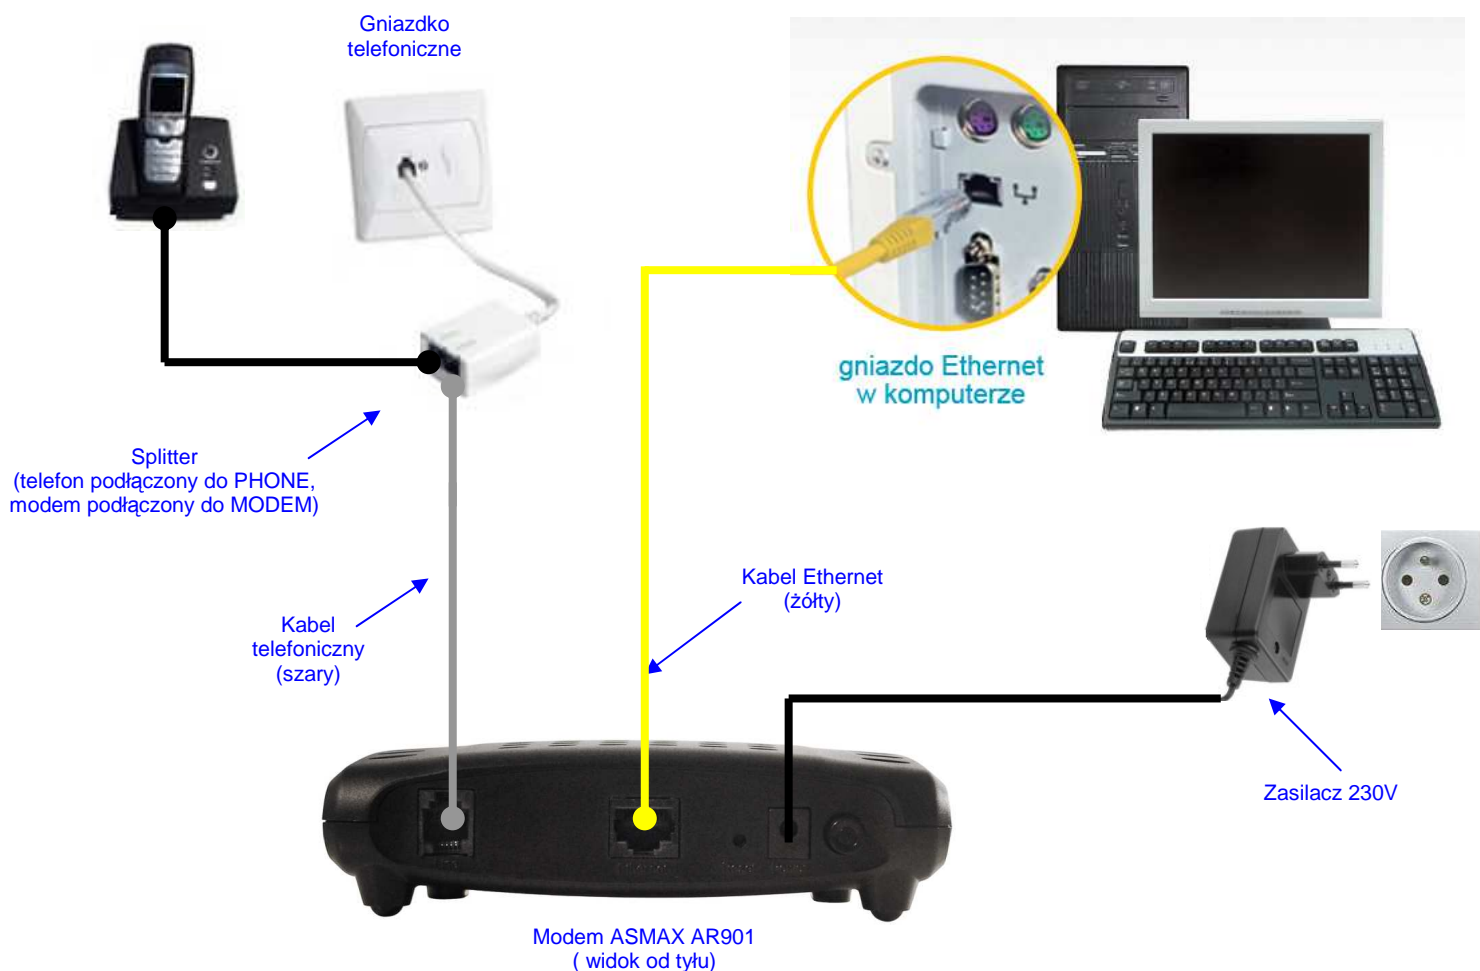 Gniazdko
telefoniczne
gniazdo Ethernet
w komputerze
Splitter
(telefon podłączony do PHONE,
modem podłączony do MODEM)
Kabel
telefoniczny
(szary)
Kabel Ethernet
(żółty)
Zasilacz 230V
Modem ASMAX AR901
( widok od tyłu)